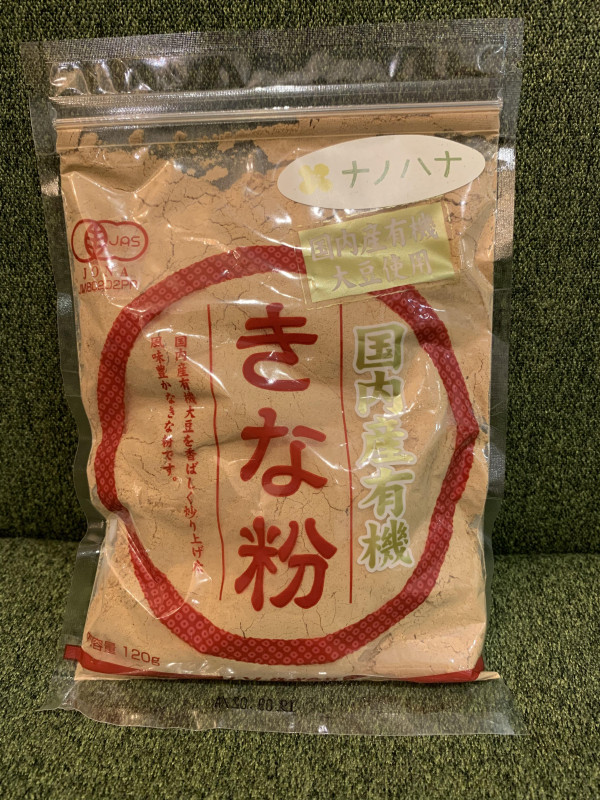 ナノハナ
国内産有機
大豆使用
JAS
JONA
国内産有機
きな粉
国内産有機大豆を香ばしく炒り上げた
風味豊かなきな粉です。
内容量 120g